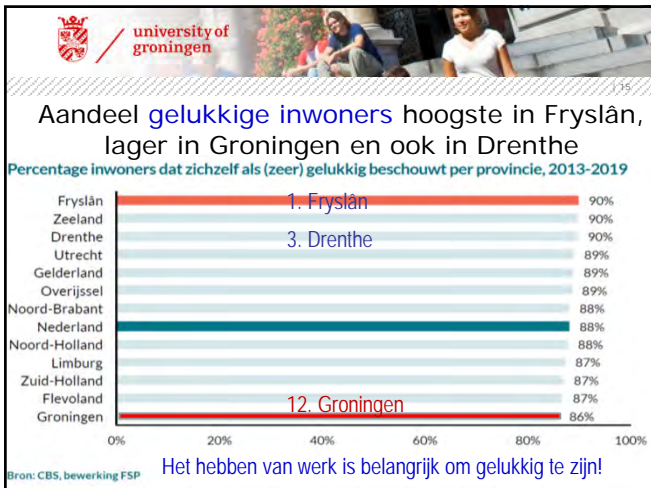 university of
groningen
| 15
Aandeel gelukkige inwoners hoogste in Fryslân,
lager in Groningen en ook in Drenthe
Percentage inwoners dat zichzelf als (zeer) gelukkig beschouwt per provincie, 2013-2019
Fryslân 1. Fryslân 90%
Zeeland 90%
Drenthe 3. Drenthe 90%
Utrecht 89%
Gelderland 89%
Overijssel 89%
Noord-Brabant 88%
Nederland 88%
Noord-Holland 88%
Limburg 87%
Zuid-Holland 87%
Flevoland 87%
Groningen 12. Groningen 86%
0% 20% 40% 60% 80% 100%
Bron: CBS, bewerking FSP Het hebben van werk is belangrijk om gelukkig te zijn!